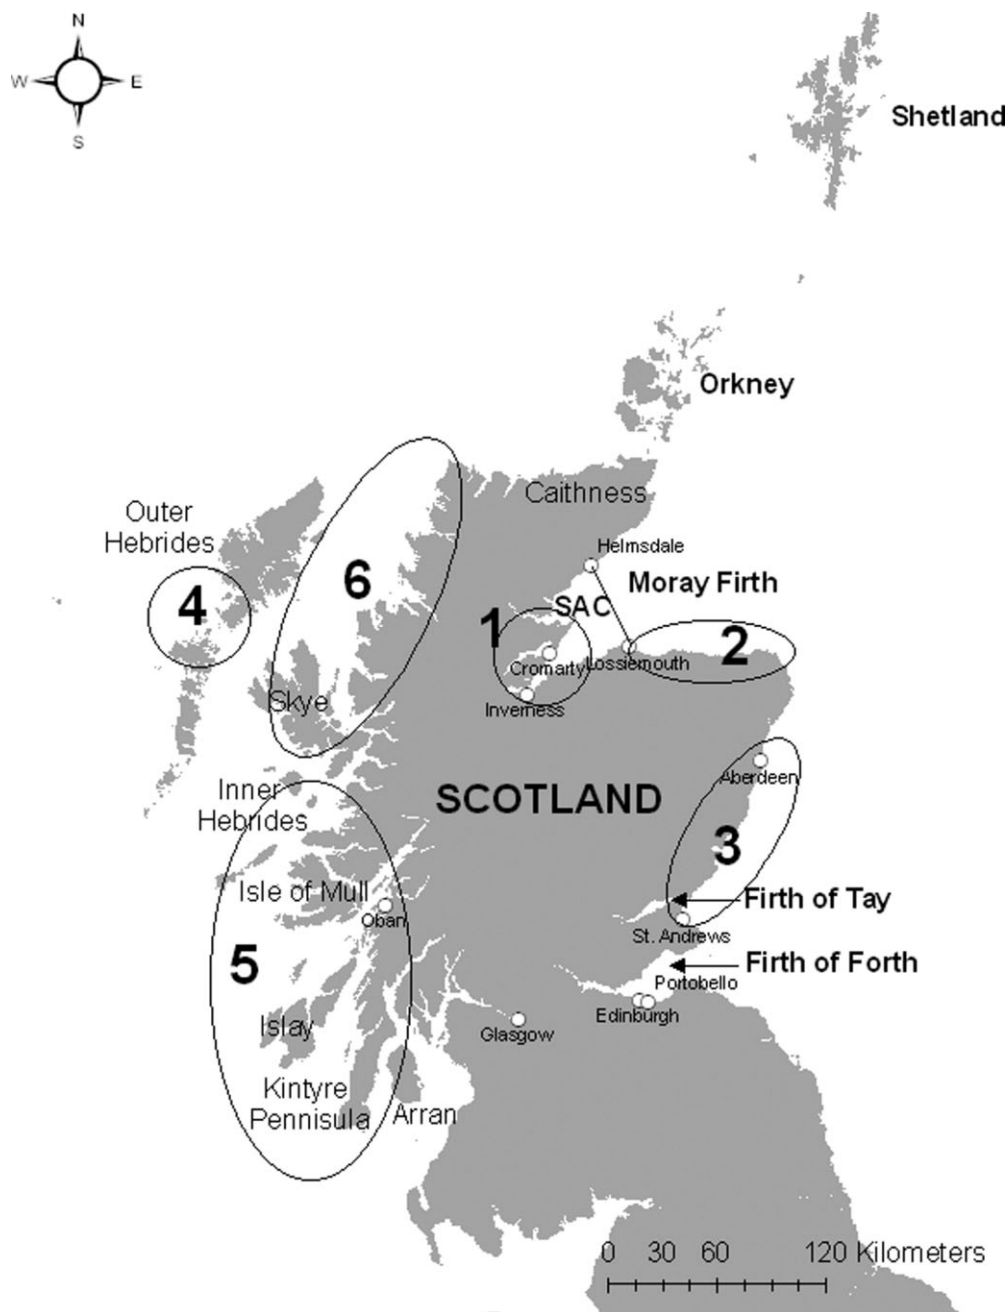 N
W E
S
Shetland
Orkney
Caithness
Outer
Hebrides
Helmsdale
6
Moray Firth
4
SAC
1
2
Cromarty
Lossiemouth
Skye
Inverness
Aberdeen
Inner
Hebrides
SCOTLAND
3
Isle of Mull
Oban
Firth of Tay
St. Andrews
5
Firth of Forth
Portobello
Edinburgh
Islay
Glasgow
Kintyre
Pennisula
Arran
0 30 60 120 Kilometers